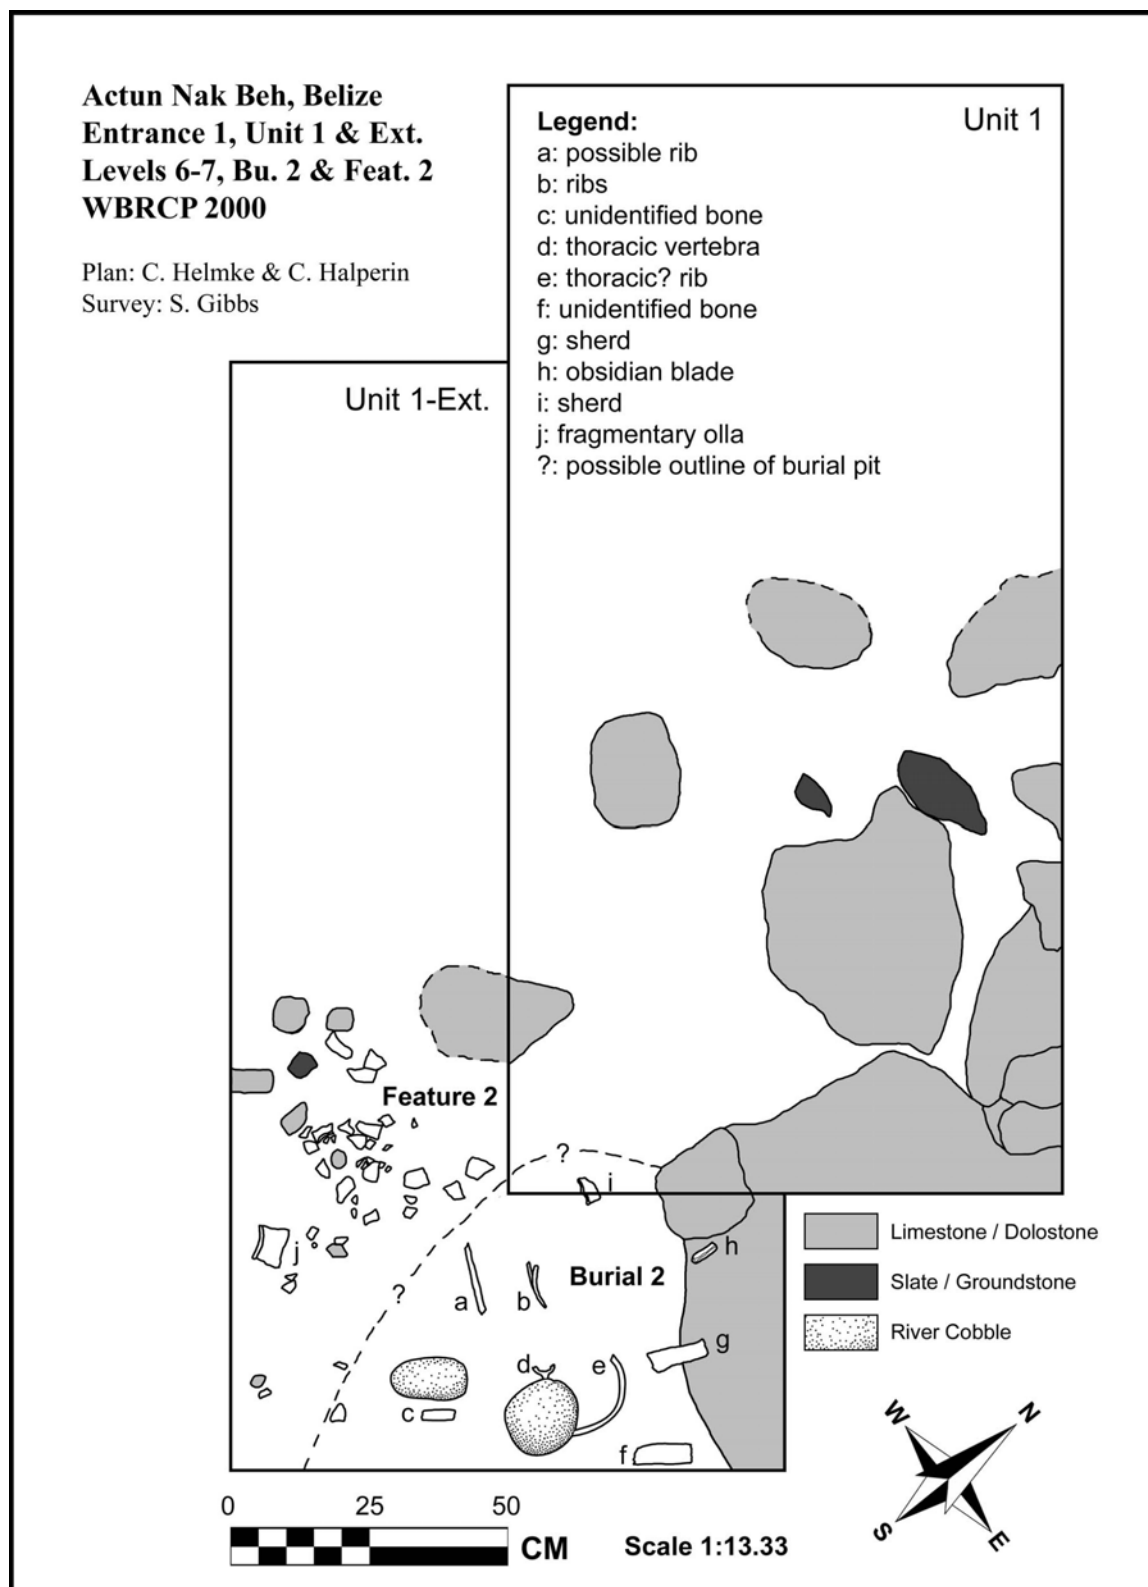 Actun Nak Beh, Belize
Entrance 1, Unit 1 & Ext.
Levels 6-7, Bu. 2 & Feat. 2
WBRCP 2000
Plan: C. Helmke & C. Halperin
Survey: S. Gibbs
Unit 1
Legend:
a: possible rib
b: ribs
c: unidentified bone
d: thoracic vertebra
e: thoracic? rib
f: unidentified bone
g: sherd
h: obsidian blade
i: sherd
j: fragmentary olla
?: possible outline of burial pit
Unit 1-Ext.
Feature 2
?
i
j
h
Burial 2
?
a
b
g
d
e
c
f
Limestone / Dolostone
Slate / Groundstone
River Cobble
W
N
S
E
0 25 50
CM
Scale 1:13.33